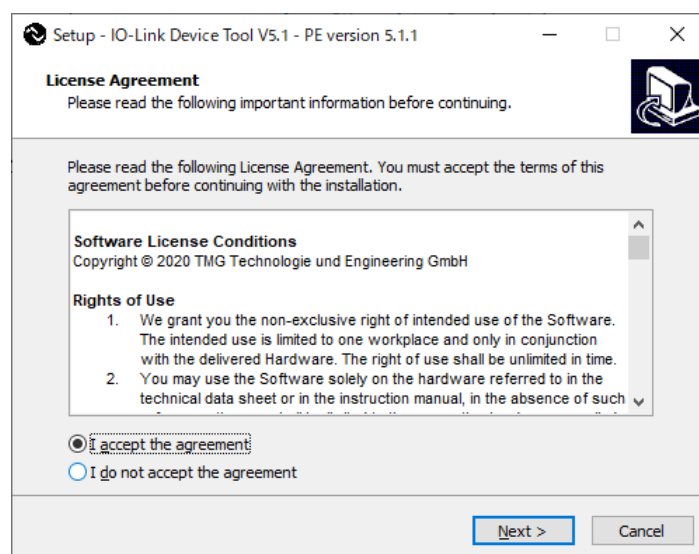 Setup - IO-Link Device Tool V5.1 - PE version 5.1.1
License Agreement
Please read the following important information before continuing.
Please read the following License Agreement. You must accept the terms of this
agreement before continuing with the installation.
Software License Conditions
Copyright © 2020 TMG Technologie und Engineering GmbH
Rights of Use
1. We grant you the non-exclusive right of intended use of the Software.
The intended use is limited to one workplace and only in conjunction
with the delivered Hardware. The right of use shall be unlimited in time.
2. You may use the Software solely on the hardware referred to in the
technical data sheet or in the instruction manual, in the absence of such
I accept the agreement
I do not accept the agreement
Next >
Cancel